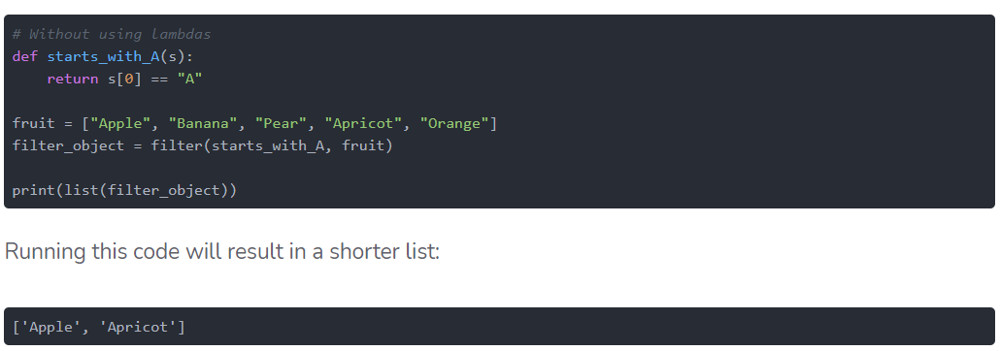 # Without using lambdas
def starts_with_A(s):
    return s[0] == "A"

fruit = ["Apple", "Banana", "Pear", "Apricot", "Orange"]
filter_object = filter(starts_with_A, fruit)

print(list(filter_object))
Running this code will result in a shorter list:
['Apple', 'Apricot']